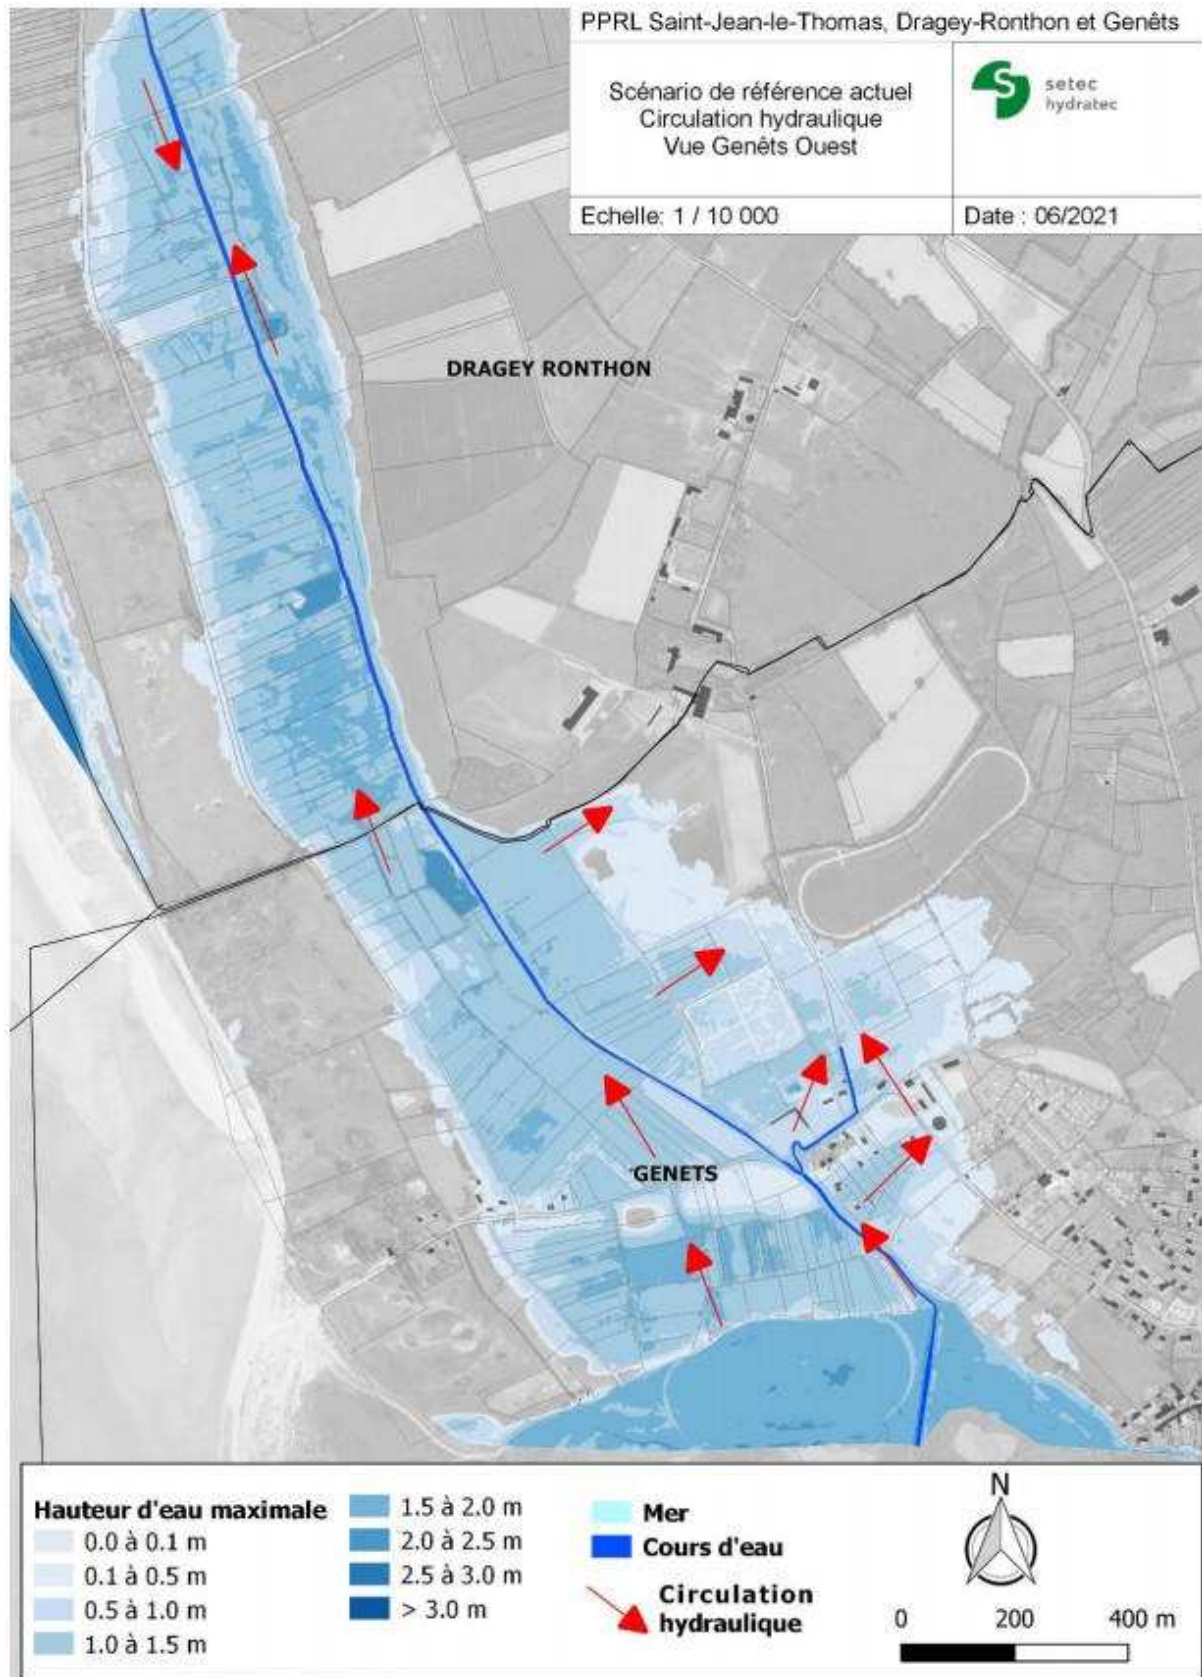 PPRL Saint-Jean-le-Thomas, Dragey-Ronthon et Genêts
Scénario de référence actuel
Circulation hydraulique
Vue Genêts Ouest
setec
hydratec
Echelle: 1 / 10 000
Date : 06/2021
DRAGEY RONTHON
GENETS
Hauteur d'eau maximale
0.0 à 0.1 m
0.1 à 0.5 m
0.5 à 1.0 m
1.0 à 1.5 m
1.5 à 2.0 m
2.0 à 2.5 m
2.5 à 3.0 m
> 3.0 m
Mer
Cours d'eau
Circulation
hydraulique
N
0 200 400 m